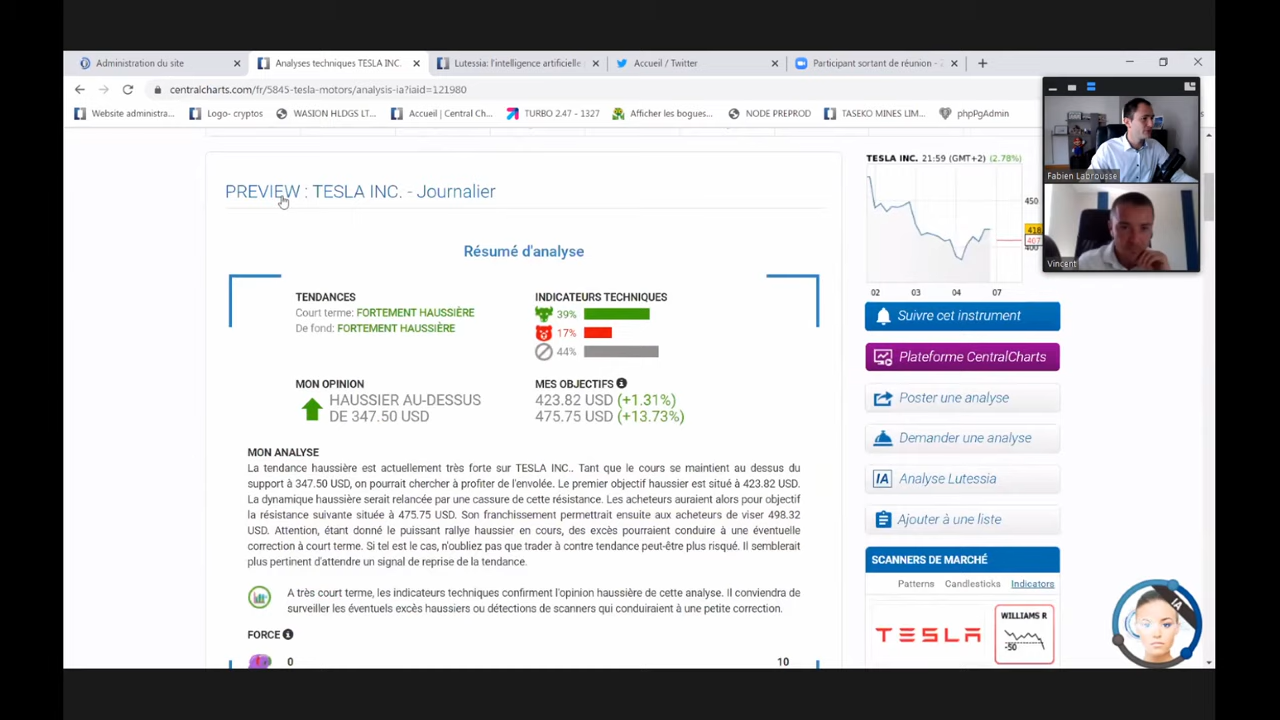 Administration du site
Analyses techniques TESLA INC.
Lutessia: l'intelligence artificielle
Accueil / Twitter
Participant sortant de réunion -
centralcharts.com/fr/5845-tesla-motors/analysis-ia?iaid=121980
Website administra...
Logo- cryptos
WASION HLDGS LT...
Accueil | Central Ch...
TURBO 2.47 - 1327
Afficher les bogues...
NODE PREPROD
TASEKO MINES LIM...
phpPgAdmin
Fabien Labrousse
Vincent
PREVIEW : TESLA INC. - Journalier
Résumé d'analyse
TENDANCES
Court terme: FORTEMENT HAUSSIÈRE
De fond: FORTEMENT HAUSSIÈRE
INDICATEURS TECHNIQUES
39%
17%
44%
MON OPINION
HAUSSIER AU-DESSUS
DE 347.50 USD
MES OBJECTIFS
423.82 USD (+1.31%)
475.75 USD (+13.73%)
MON ANALYSE
La tendance haussière est actuellement très forte sur TESLA INC.. Tant que le cours se maintient au dessus du
support à 347.50 USD, on pourrait chercher à profiter de l'envolée. Le premier objectif haussier est situé à 423.82 USD.
La dynamique haussière serait relancée par une cassure de cette résistance. Les acheteurs auraient alors pour objectif
la résistance suivante située à 475.75 USD. Son franchissement permettrait ensuite aux acheteurs de viser 498.32
USD. Attention, étant donné le puissant rallye haussier en cours, des excès pourraient conduire à une éventuelle
correction à court terme. Si tel est le cas, n'oubliez pas que trader à contre tendance peut-être plus risqué. Il semblerait
plus pertinent d'attendre un signal de reprise de la tendance.
A très court terme, les indicateurs techniques confirment l'opinion haussière de cette analyse. Il conviendra de
surveiller les éventuels excès haussiers ou détections de scanners qui conduiraient à une petite correction.
FORCE
0
10
TESLA INC. 21:59 (GMT+2) (2.78%)
450
418
407
400
02
03
04
07
Suivre cet instrument
Plateforme CentralCharts
Poster une analyse
Demander une analyse
IA Analyse Lutessia
Ajouter à une liste
SCANNERS DE MARCHÉ
Patterns
Candlesticks
Indicators
TESLA
WILLIAMS R
-50
IA